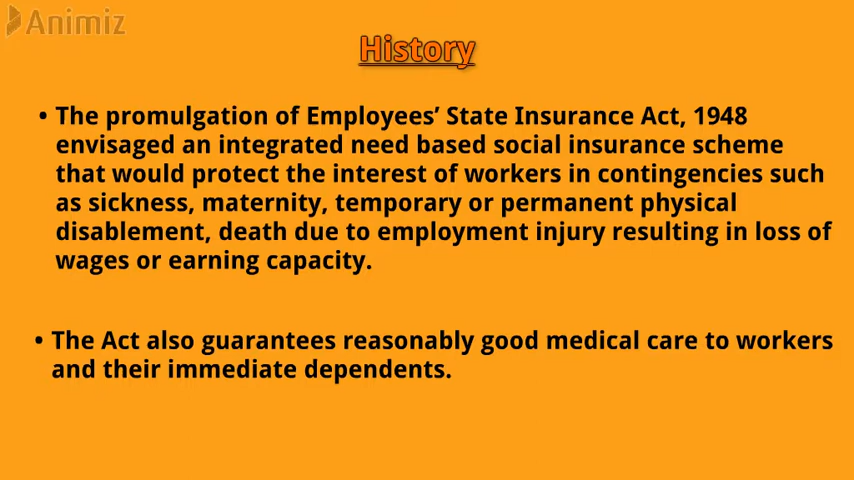 Animiz
History
• The promulgation of Employees’ State Insurance Act, 1948
envisaged an integrated need based social insurance scheme
that would protect the interest of workers in contingencies such
as sickness, maternity, temporary or permanent physical
disablement, death due to employment injury resulting in loss of
wages or earning capacity.
• The Act also guarantees reasonably good medical care to workers
and their immediate dependents.